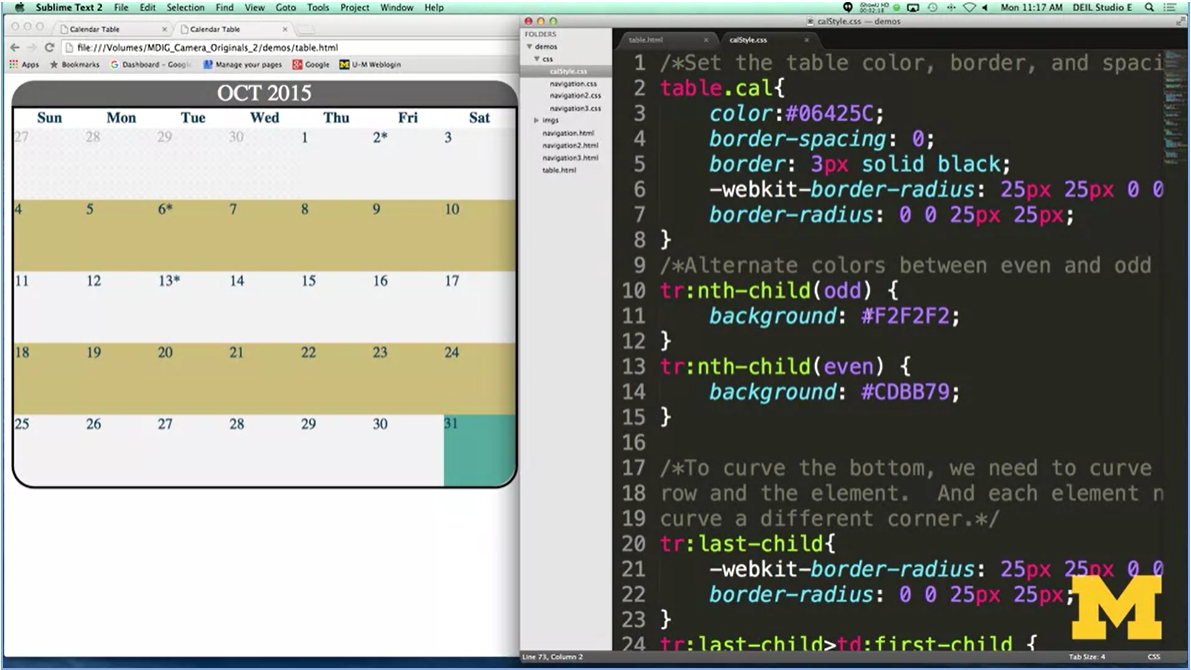 Sublime Text 2 File Edit Selection Find View Goto Tools Project Window Help
Mon 11:17 AM DEIL Studio E
Calendar Table
Calendar Table
file:///Volumes/MDIG_Camera_Originals_2/demos/table.html
Apps Bookmarks Dashboard - Googl Manage your pages Google U-M Weblogin
OCT 2015
Sun Mon Tue Wed Thu Fri Sat
27 28 29 30 1 2* 3
4 5 6* 7 8 9 10
11 12 13* 14 15 16 17
18 19 20 21 22 23 24
25 26 27 28 29 30 31
calStyle.css — demos
FOLDERS
demos
css
calStyle.css
navigation.css
navigation2.css
navigation3.css
imgs
navigation.html
navigation2.html
navigation3.html
table.html
table.html
calStyle.css
1 /*Set the table color, border, and spaci
2 table.cal{
3 color:#06425C;
4 border-spacing: 0;
5 border: 3px solid black;
6 -webkit-border-radius: 25px 25px 0 0
7 border-radius: 0 0 25px 25px;
8 }
9 /*Alternate colors between even and odd
10 tr:nth-child(odd) {
11 background: #F2F2F2;
12 }
13 tr:nth-child(even) {
14 background: #CDBB79;
15 }
16
17 /*To curve the bottom, we need to curve
18 row and the element. And each element n
19 curve a different corner.*/
20 tr:last-child{
21 -webkit-border-radius: 25px 25px 0 0
22 border-radius: 0 0 25px 25px;
23 }
24 tr:last-child>td:first-child {
M
Line 73, Column 2
Tab Size: 4
CSS